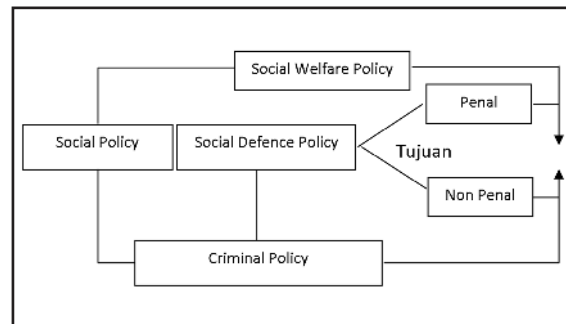 Social Welfare Policy
Penal
Social Policy
Social Defence Policy
Tujuan
Non Penal
Criminal Policy